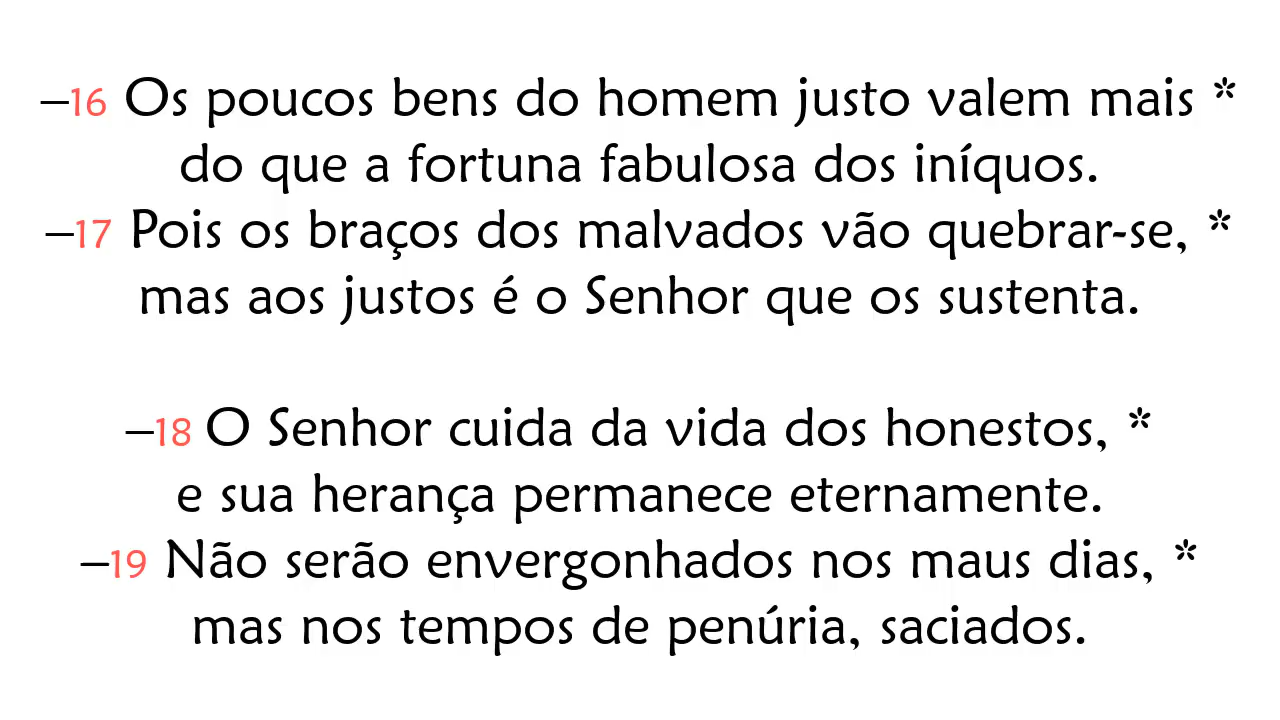 –16 Os poucos bens do homem justo valem mais *
do que a fortuna fabulosa dos iníquos.
–17 Pois os braços dos malvados vão quebrar-se, *
mas aos justos é o Senhor que os sustenta.
–18 O Senhor cuida da vida dos honestos, *
e sua herança permanece eternamente.
–19 Não serão envergonhados nos maus dias, *
mas nos tempos de penúria, saciados.